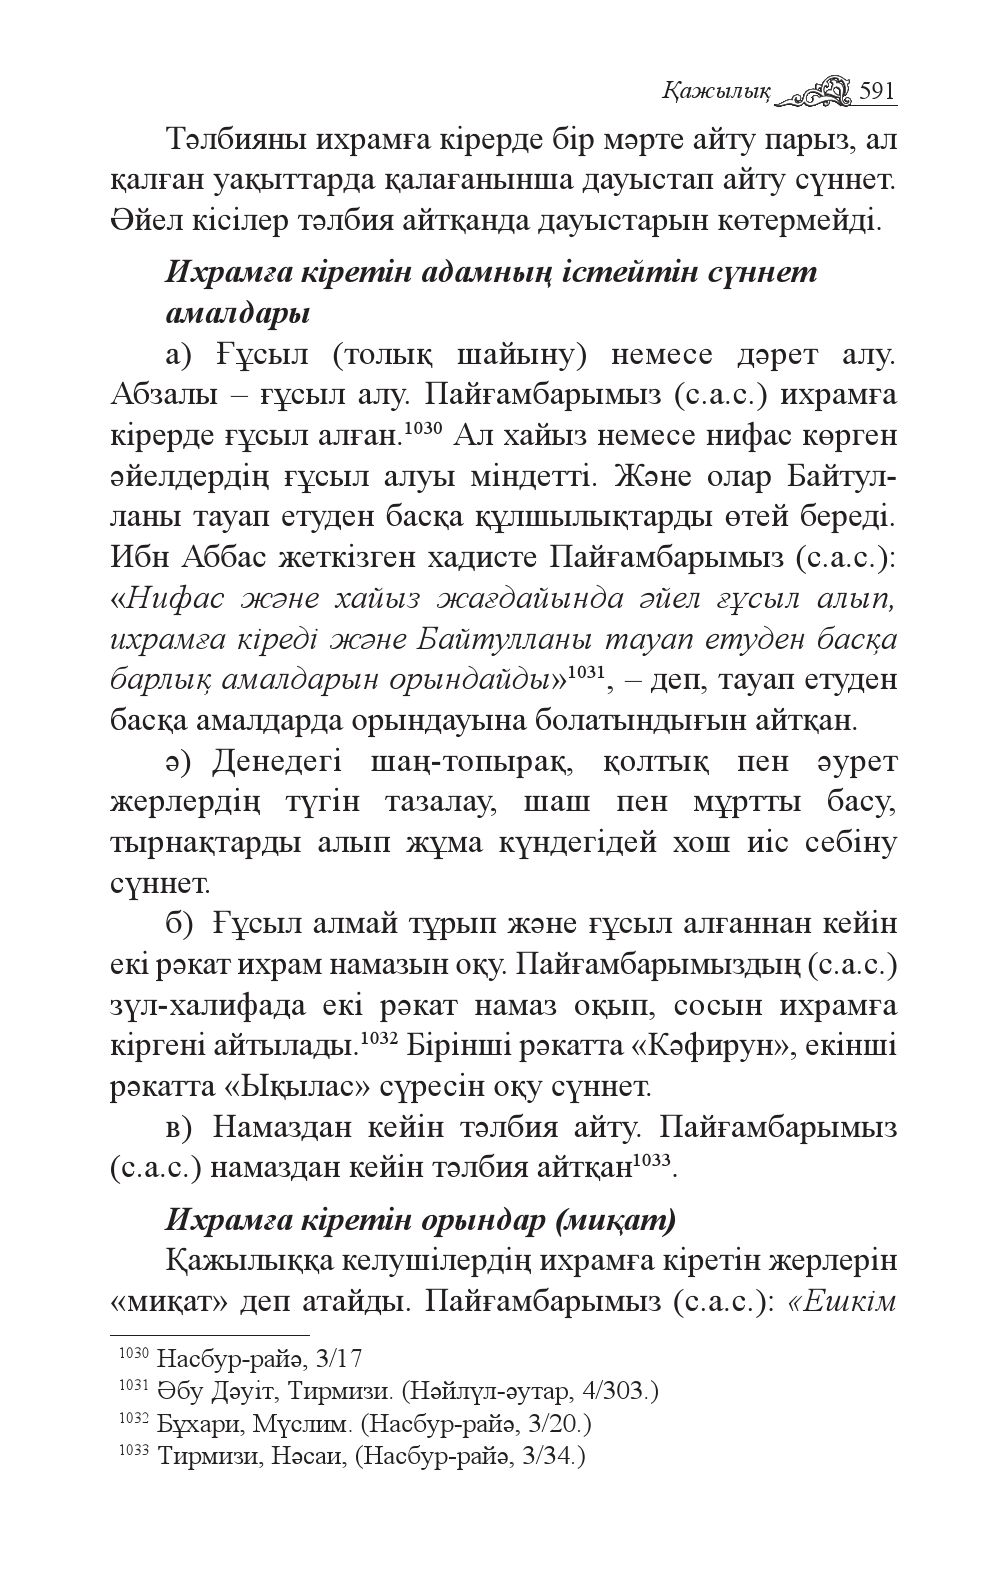 Қажылық 591
Тәлбияны ихрамға кірерде бір мәрте айту парыз, ал
қалған уақыттарда қалағанынша дауыстап айту сүннет.
Әйел кісілер тәлбия айтқанда дауыстарын көтермейді.
Ихрамға кіретін адамның істейтін сүннет
амалдары
а) Ғұсыл (толық шайыну) немесе дәрет алу.
Абзалы – ғұсыл алу. Пайғамбарымыз (с.а.с.) ихрамға
кірерде ғұсыл алған.¹⁰³⁰ Ал хайыз немесе нифас көрген
әйелдердің ғұсыл алуы міндетті. Және олар Байтул-
ланы тауап етуден басқа құлшылықтарды өтей береді.
Ибн Аббас жеткізген хадисте Пайғамбарымыз (с.а.с.):
«Нифас және хайыз жағдайында әйел ғұсыл алып,
ихрамға кіреді және Байтулланы тауап етуден басқа
барлық амалдарын орындайды»¹⁰³¹, – деп, тауап етуден
басқа амалдарда орындауына болатындығын айтқан.
ә) Денедегі шаң-топырақ, қолтық пен әурет
жерлердің түгін тазалау, шаш пен мұртты басу,
тырнақтарды алып жұма күндегідей хош иіс себіну
сүннет.
б) Ғұсыл алмай тұрып және ғұсыл алғаннан кейін
екі рәкат ихрам намазын оқу. Пайғамбарымыздың (с.а.с.)
зүл-халифада екі рәкат намаз оқып, сосын ихрамға
кіргені айтылады.¹⁰³² Бірінші рәкатта «Кәфирун», екінші
рәкатта «Ықылас» сүресін оқу сүннет.
в) Намаздан кейін тәлбия айту. Пайғамбарымыз
(с.а.с.) намаздан кейін тәлбия айтқан¹⁰³³.
Ихрамға кіретін орындар (миқат)
Қажылыққа келушілердің ихрамға кіретін жерлерін
«миқат» деп атайды. Пайғамбарымыз (с.а.с.): «Ешкім
¹⁰³⁰ Насбур-райә, 3/17
¹⁰³¹ Әбу Дәуіт, Тирмизи. (Нәйлүл-әутар, 4/303.)
¹⁰³² Бұхари, Мүслим. (Насбур-райә, 3/20.)
¹⁰³³ Тирмизи, Нәсаи, (Насбур-райә, 3/34.)